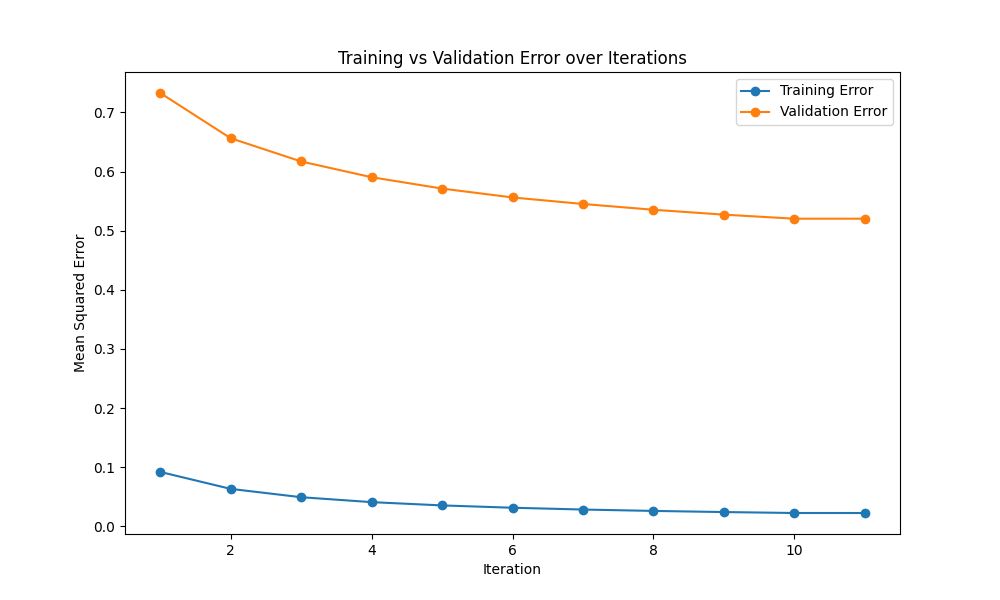 Training vs Validation Error over Iterations
Training Error
Validation Error
Mean Squared Error
0.7
0.6
0.5
0.4
0.3
0.2
0.1
0.0
2
4
6
8
10
Iteration